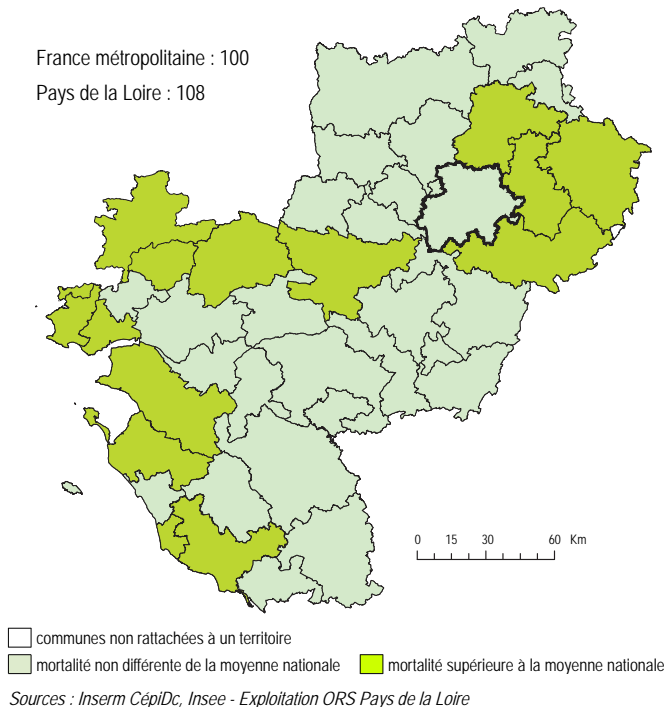 France métropolitaine : 100
Pays de la Loire : 108
0 15 30 60 Km
communes non rattachées à un territoire
mortalité non différente de la moyenne nationale mortalité supérieure à la moyenne nationale
Sources : Inserm CépiDc, Insee - Exploitation ORS Pays de la Loire